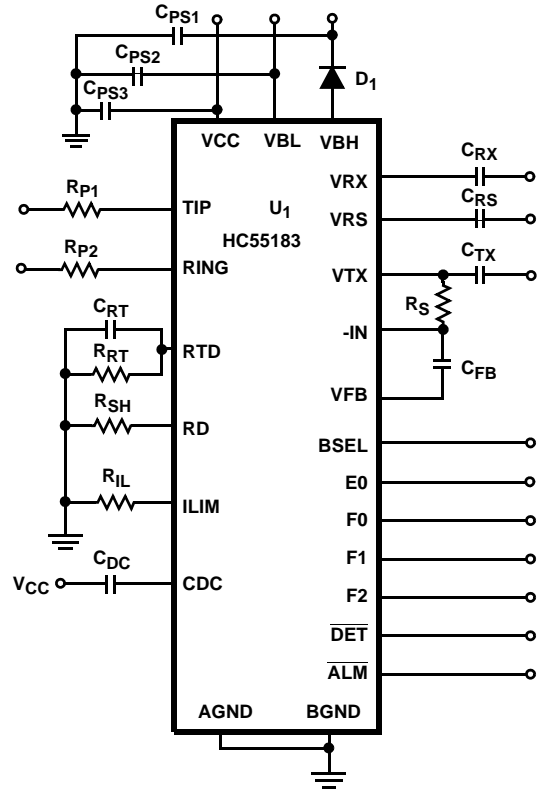 CPS1
CPS2
D1
CPS3
VCC VBL VBH
CRX
VRX
RP1
CRS
TIP U1 VRS
HC55183
RP2
CTX
RING VTX
CRT
RS
-IN
RTD
RRT
CFB
RSH
VFB
RD
BSEL
RIL
E0
ILIM
F0
CDC
F1
VCC CDC
F2
DET
ALM
AGND BGND